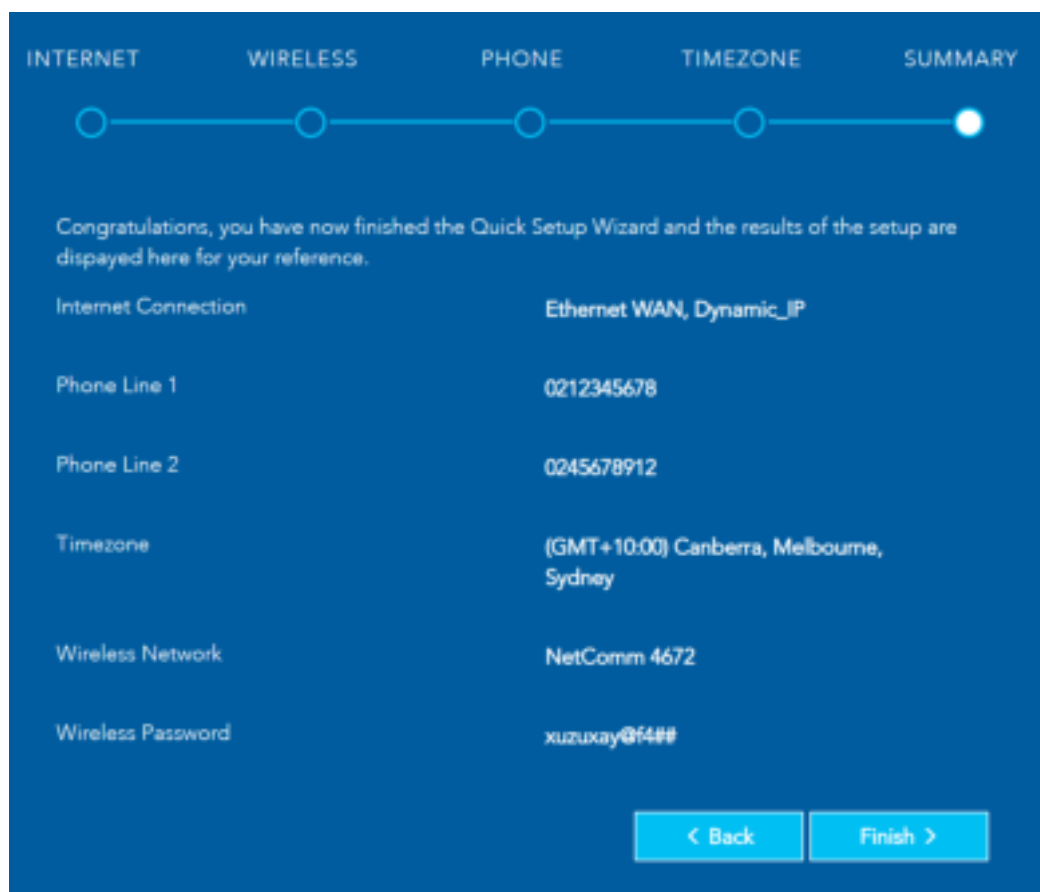 INTERNET WIRELESS PHONE TIMEZONE SUMMARY
Congratulations, you have now finished the Quick Setup Wizard and the results of the setup are
dispayed here for your reference.
Internet Connection Ethernet WAN, Dynamic_IP
Phone Line 1 0212345678
Phone Line 2 0245678912
Timezone (GMT+10:00) Canberra, Melbourne,
Sydney
Wireless Network NetComm 4672
Wireless Password xuzuxay@f4##
< Back Finish >